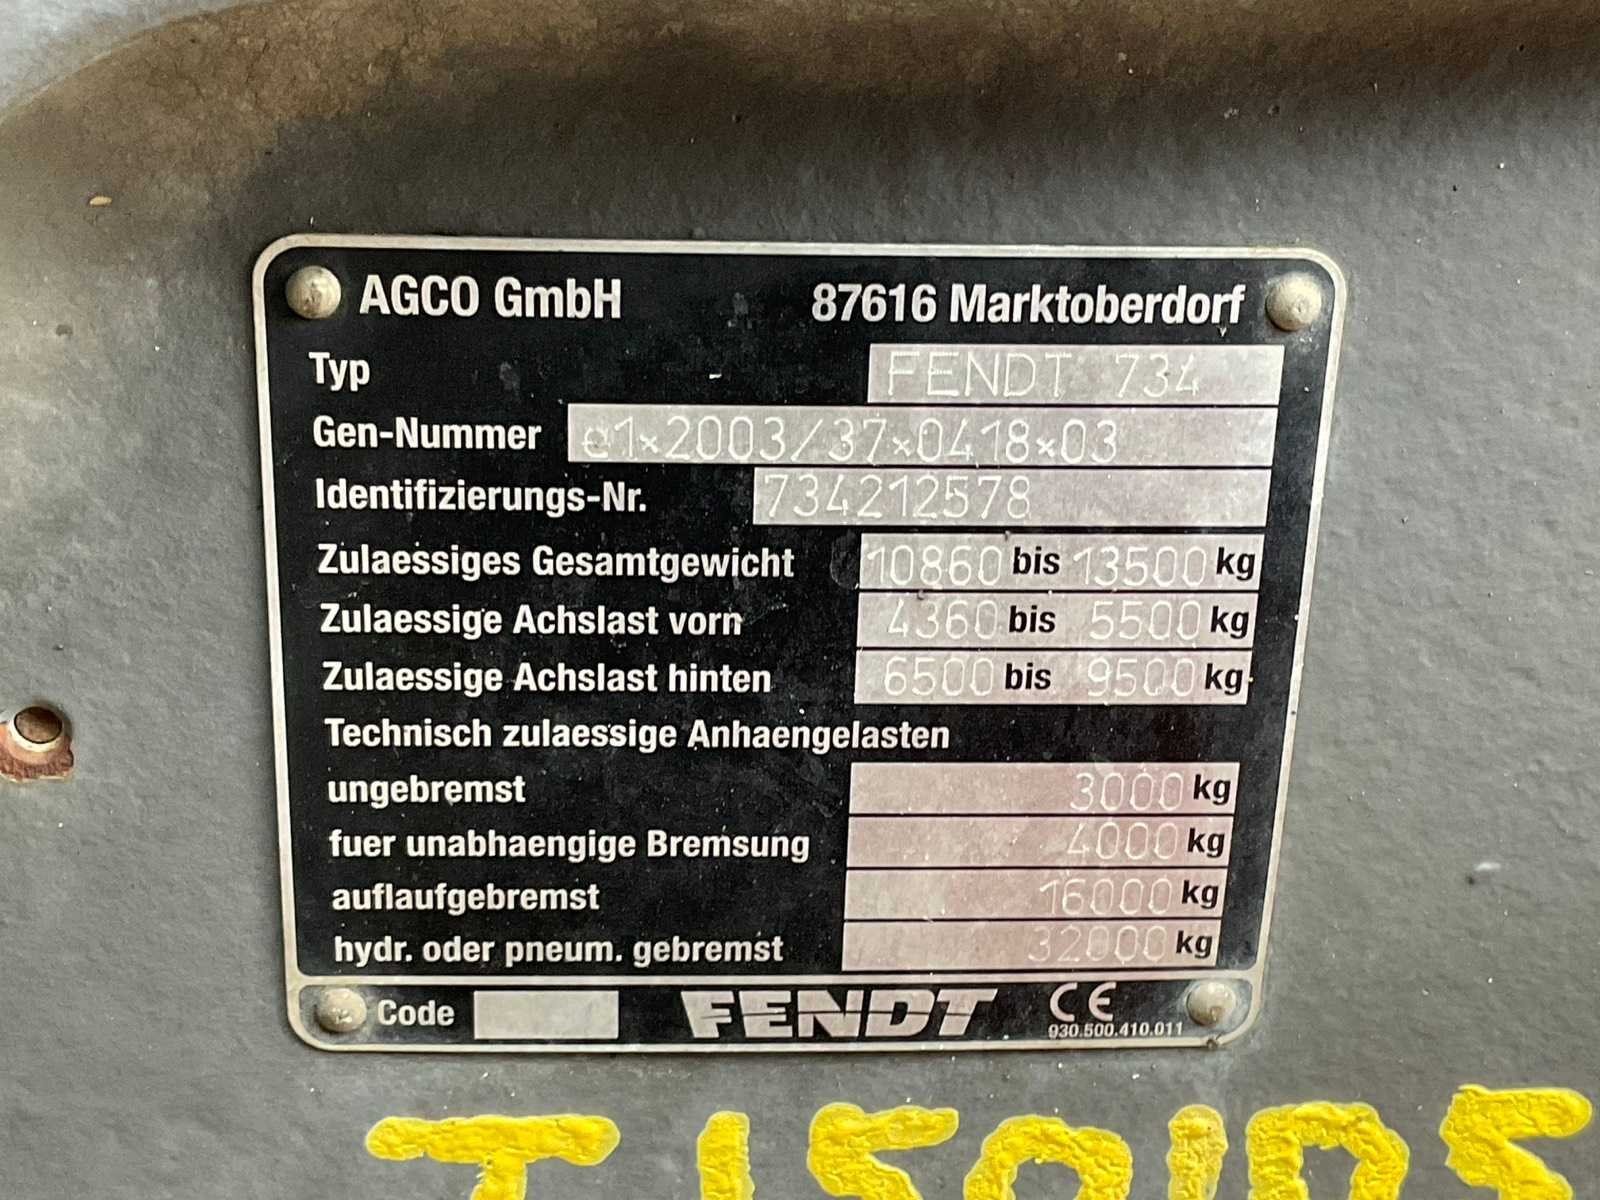 AGCO GmbH 87616 Marktoberdorf
Typ FENDT 734
Gen-Nummer e1*2003/37*0418*03
Identifizierungs-Nr. 734212578
Zulaessiges Gesamtgewicht 10860 bis 13500 kg
Zulaessige Achslast vorn 4360 bis 5500 kg
Zulaessige Achslast hinten 6500 bis 9500 kg
Technisch zulaessige Anhaengelasten
ungebremst 3000 kg
fuer unabhaengige Bremsung 4000 kg
auflaufgebremst 16000 kg
hydr. oder pneum. gebremst 32000 kg
Code FENDT CE
930.500.410.011